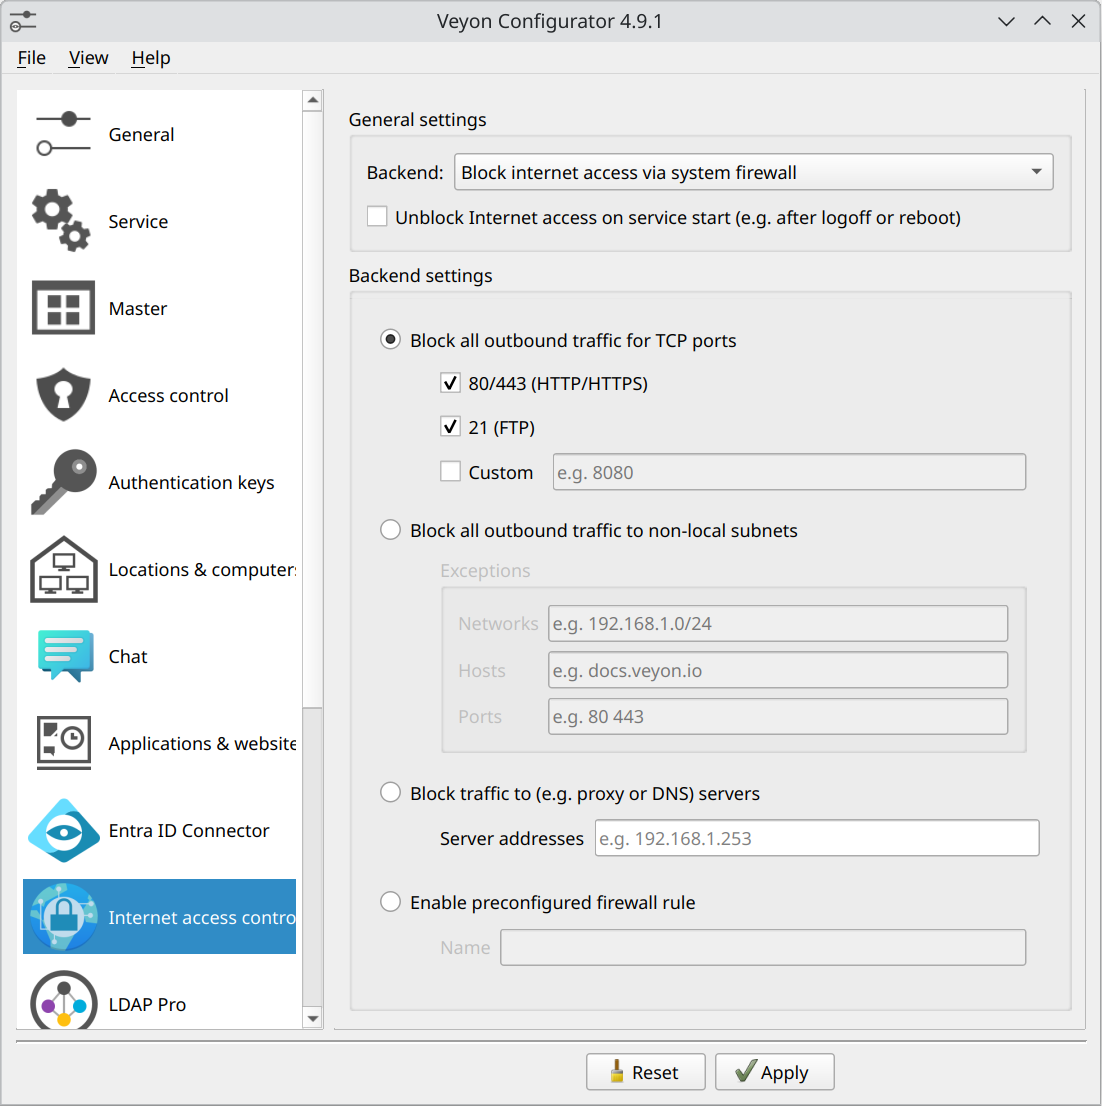 Veyon Configurator 4.9.1
File View Help
General
Service
Master
Access control
Authentication keys
Locations & computer
Chat
Applications & website
Entra ID Connector
Internet access contro
LDAP Pro
General settings
Backend: Block internet access via system firewall
Unblock Internet access on service start (e.g. after logoff or reboot)
Backend settings
Block all outbound traffic for TCP ports
80/443 (HTTP/HTTPS)
21 (FTP)
Custom e.g. 8080
Block all outbound traffic to non-local subnets
Exceptions
Networks e.g. 192.168.1.0/24
Hosts e.g. docs.veyon.io
Ports e.g. 80 443
Block traffic to (e.g. proxy or DNS) servers
Server addresses e.g. 192.168.1.253
Enable preconfigured firewall rule
Name
Reset Apply